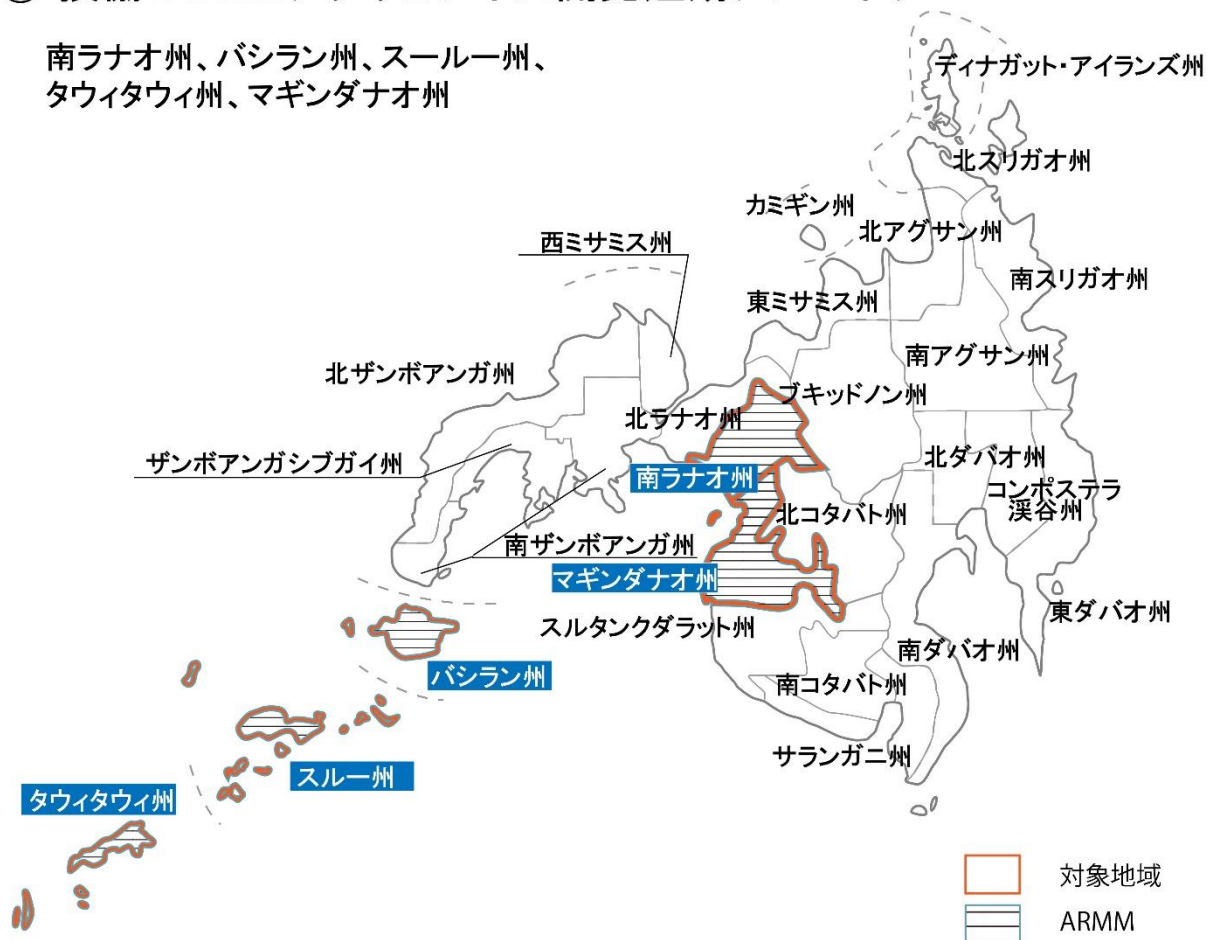 南ラナオ州、バシラン州、スールー州、
タウィタウィ州、マギンダナオ州
ディナガット・アイランズ州
北スリガオ州
カミギン州
北アグサン州
西ミサミス州
南スリガオ州
東ミサミス州
南アグサン州
北ザンボアンガ州
ブキッドノン州
北ラナオ州
ザンボアンガシブガイ州
北ダバオ州
南ラナオ州
コンポステラ
渓谷州
北コタバト州
南ザンボアンガ州
マギンダナオ州
東ダバオ州
スルタンクダラット州
南ダバオ州
バシラン州
南コタバト州
サランガニ州
スルー州
タウィタウィ州
対象地域
ARMM